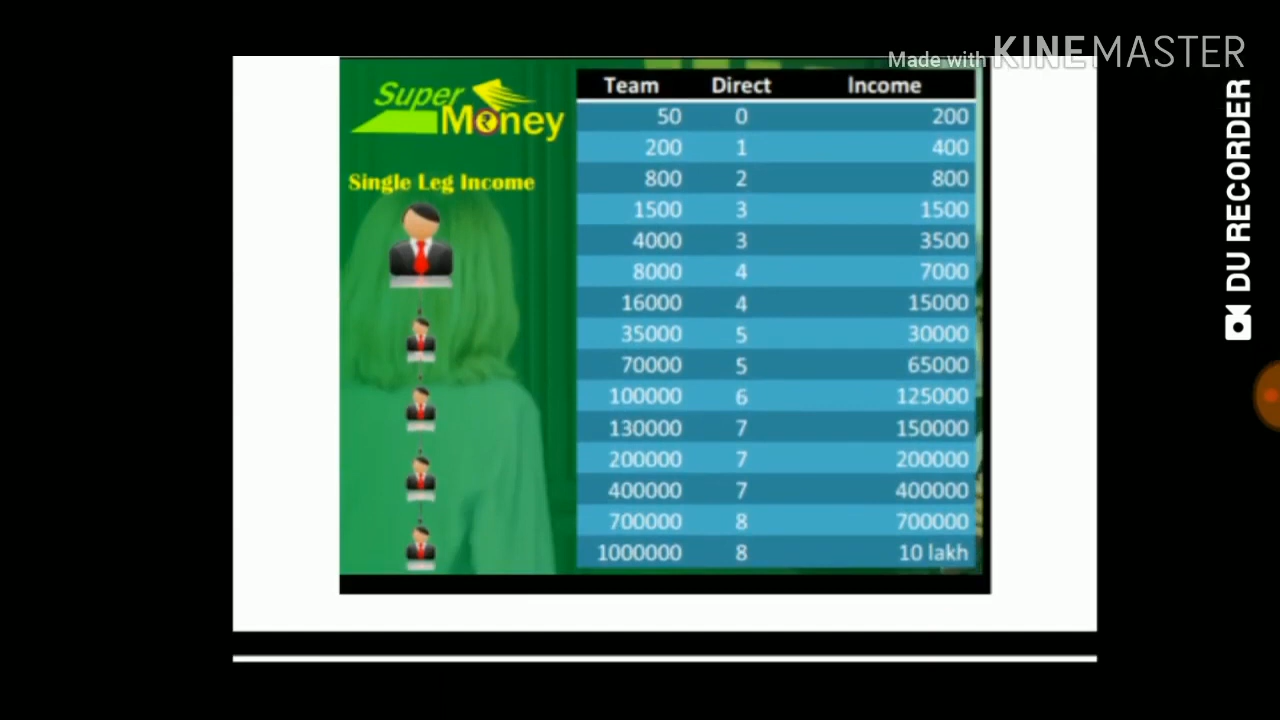 Made with KINEMASTER
DU RECORDER
Super
Money
Single Leg Income
Team Direct Income
50 0 200
200 1 400
800 2 800
1500 3 1500
4000 3 3500
8000 4 7000
16000 4 15000
35000 5 30000
70000 5 65000
100000 6 125000
130000 7 150000
200000 7 200000
400000 7 400000
700000 8 700000
1000000 8 10 lakh